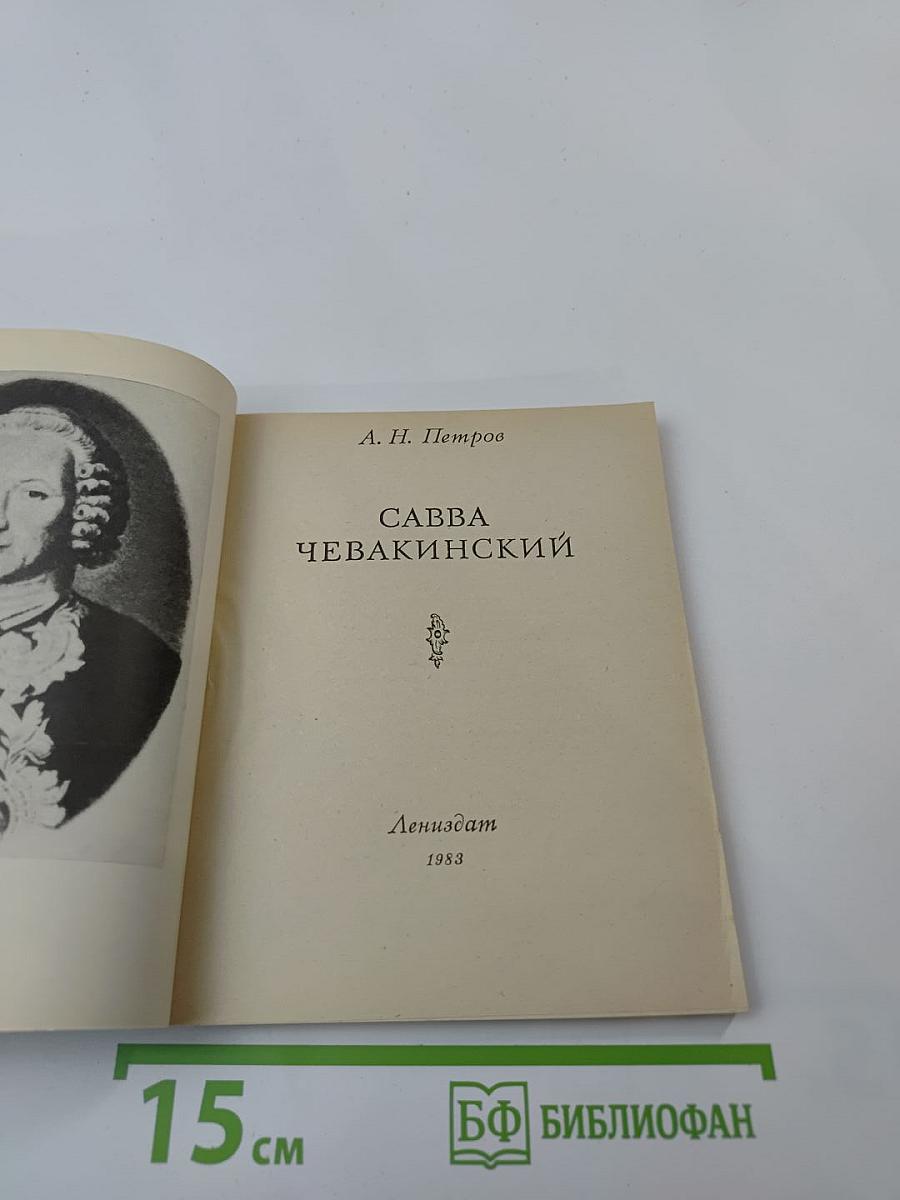 А. Н. Петров
САВВА
ЧЕВАКИНСКИЙ
Лениздат
1983
15 см
БФ БИБЛИОФАН